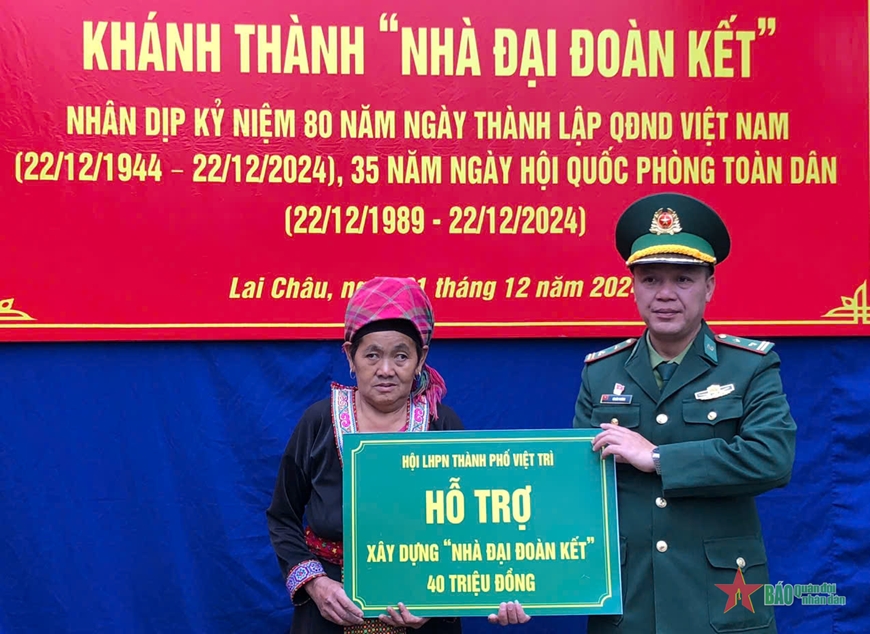 KHÁNH THÀNH “NHÀ ĐẠI ĐOÀN KẾT”
NHÂN DỊP KỶ NIỆM 80 NĂM NGÀY THÀNH LẬP QĐND VIỆT NAM
(22/12/1944 – 22/12/2024), 35 NĂM NGÀY HỘI QUỐC PHÒNG TOÀN DÂN
(22/12/1989 - 22/12/2024)
Lai Châu, 1 tháng 12 năm
HỘI LHPN THÀNH PHỐ VIỆT TRÌ
HỖ TRỢ
XÂY DỰNG “NHÀ ĐẠI ĐOÀN KẾT”
40 TRIỆU ĐỒNG
BÁO quân đội
nhân dân